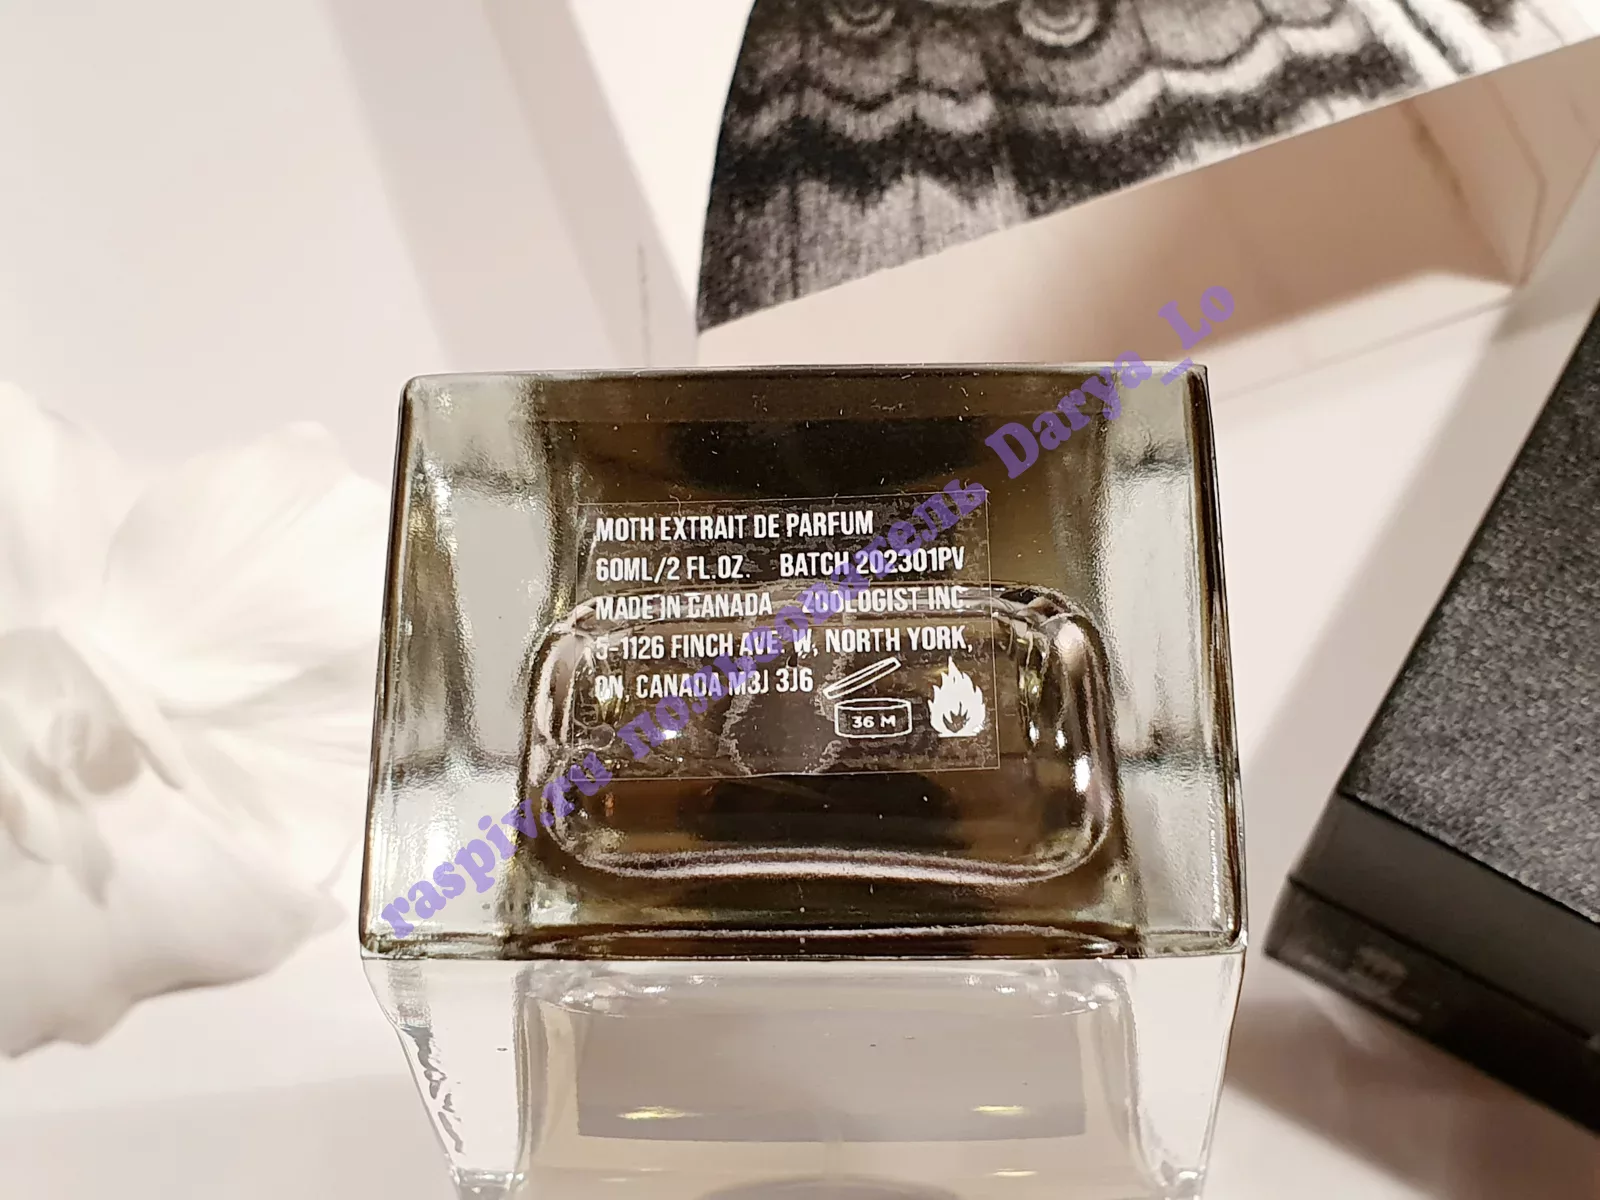 MOTH EXTRAIT DE PARFUM
60ML/2 FL.OZ. BATCH 202301PV
MADE IN CANADA ZOOLOGIST INC.
5-1126 FINCH AVE. W, NORTH YORK,
ON, CANADA M3J 3J6
36 M
raspiv.ru пользователь Darya_Lo